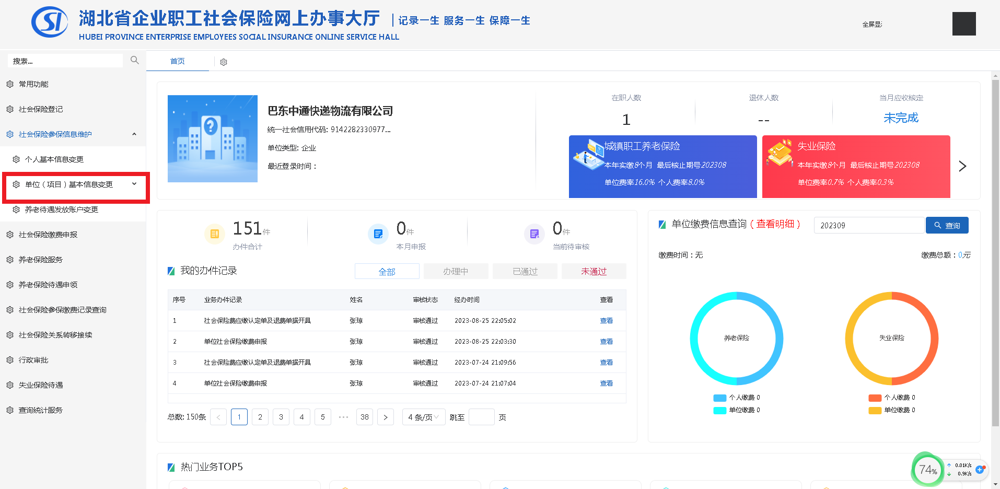 湖北省企业职工社会保险网上办事大厅
记录一生 服务一生 保障一生
HUBEI PROVINCE ENTERPRISE EMPLOYEES SOCIAL INSURANCE ONLINE SERVICE HALL
SI
全屏显
搜索...
首页
常用功能
社会保险登记
社会保险参保信息维护
个人基本信息变更
单位（项目）基本信息变更
养老待遇发放账户变更
社会保险缴费申报
养老保险服务
养老保险待遇申领
社会保险参保缴费记录查询
社会保险关系转移接续
行政审批
失业保险待遇
查询统计服务
巴东中通快递物流有限公司
统一社会信用代码: 9142282330977...
单位类型: 企业
最近登录时间：
在职人数
1
退休人数
--
当月应收核定
未完成
城镇职工养老保险
本年实缴8个月 最后核止期号202308
单位费率16.0% 个人费率8.0%
失业保险
本年实缴8个月 最后核止期号202308
单位费率0.7% 个人费率0.3%
151件
办件合计
0件
本月申报
0件
当前待审核
我的办件记录
全部 办理中 已通过 未通过
序号 业务办件记录 姓名 审核状态 经办时间 查看
1 社会保险费应缴认定单及退费单据开具 张琼 审核通过 2023-08-25 22:05:02 查看
2 单位社会保险缴费申报 张琼 审核通过 2023-08-25 22:03:30 查看
3 社会保险费应缴认定单及退费单据开具 张琼 审核通过 2023-07-24 21:09:56 查看
4 单位社会保险缴费申报 张琼 审核通过 2023-07-24 21:07:04 查看
总数: 150条 < 1 2 3 4 5 ••• 38 > 4 条/页 跳至 页
单位缴费信息查询（查看明细）
202309
查询
缴费时间：无
缴费总额：0元
养老保险
个人缴费 0
单位缴费 0
失业保险
个人缴费 0
单位缴费 0
热门业务TOP5
74%
0.01K/s
0.9K/s